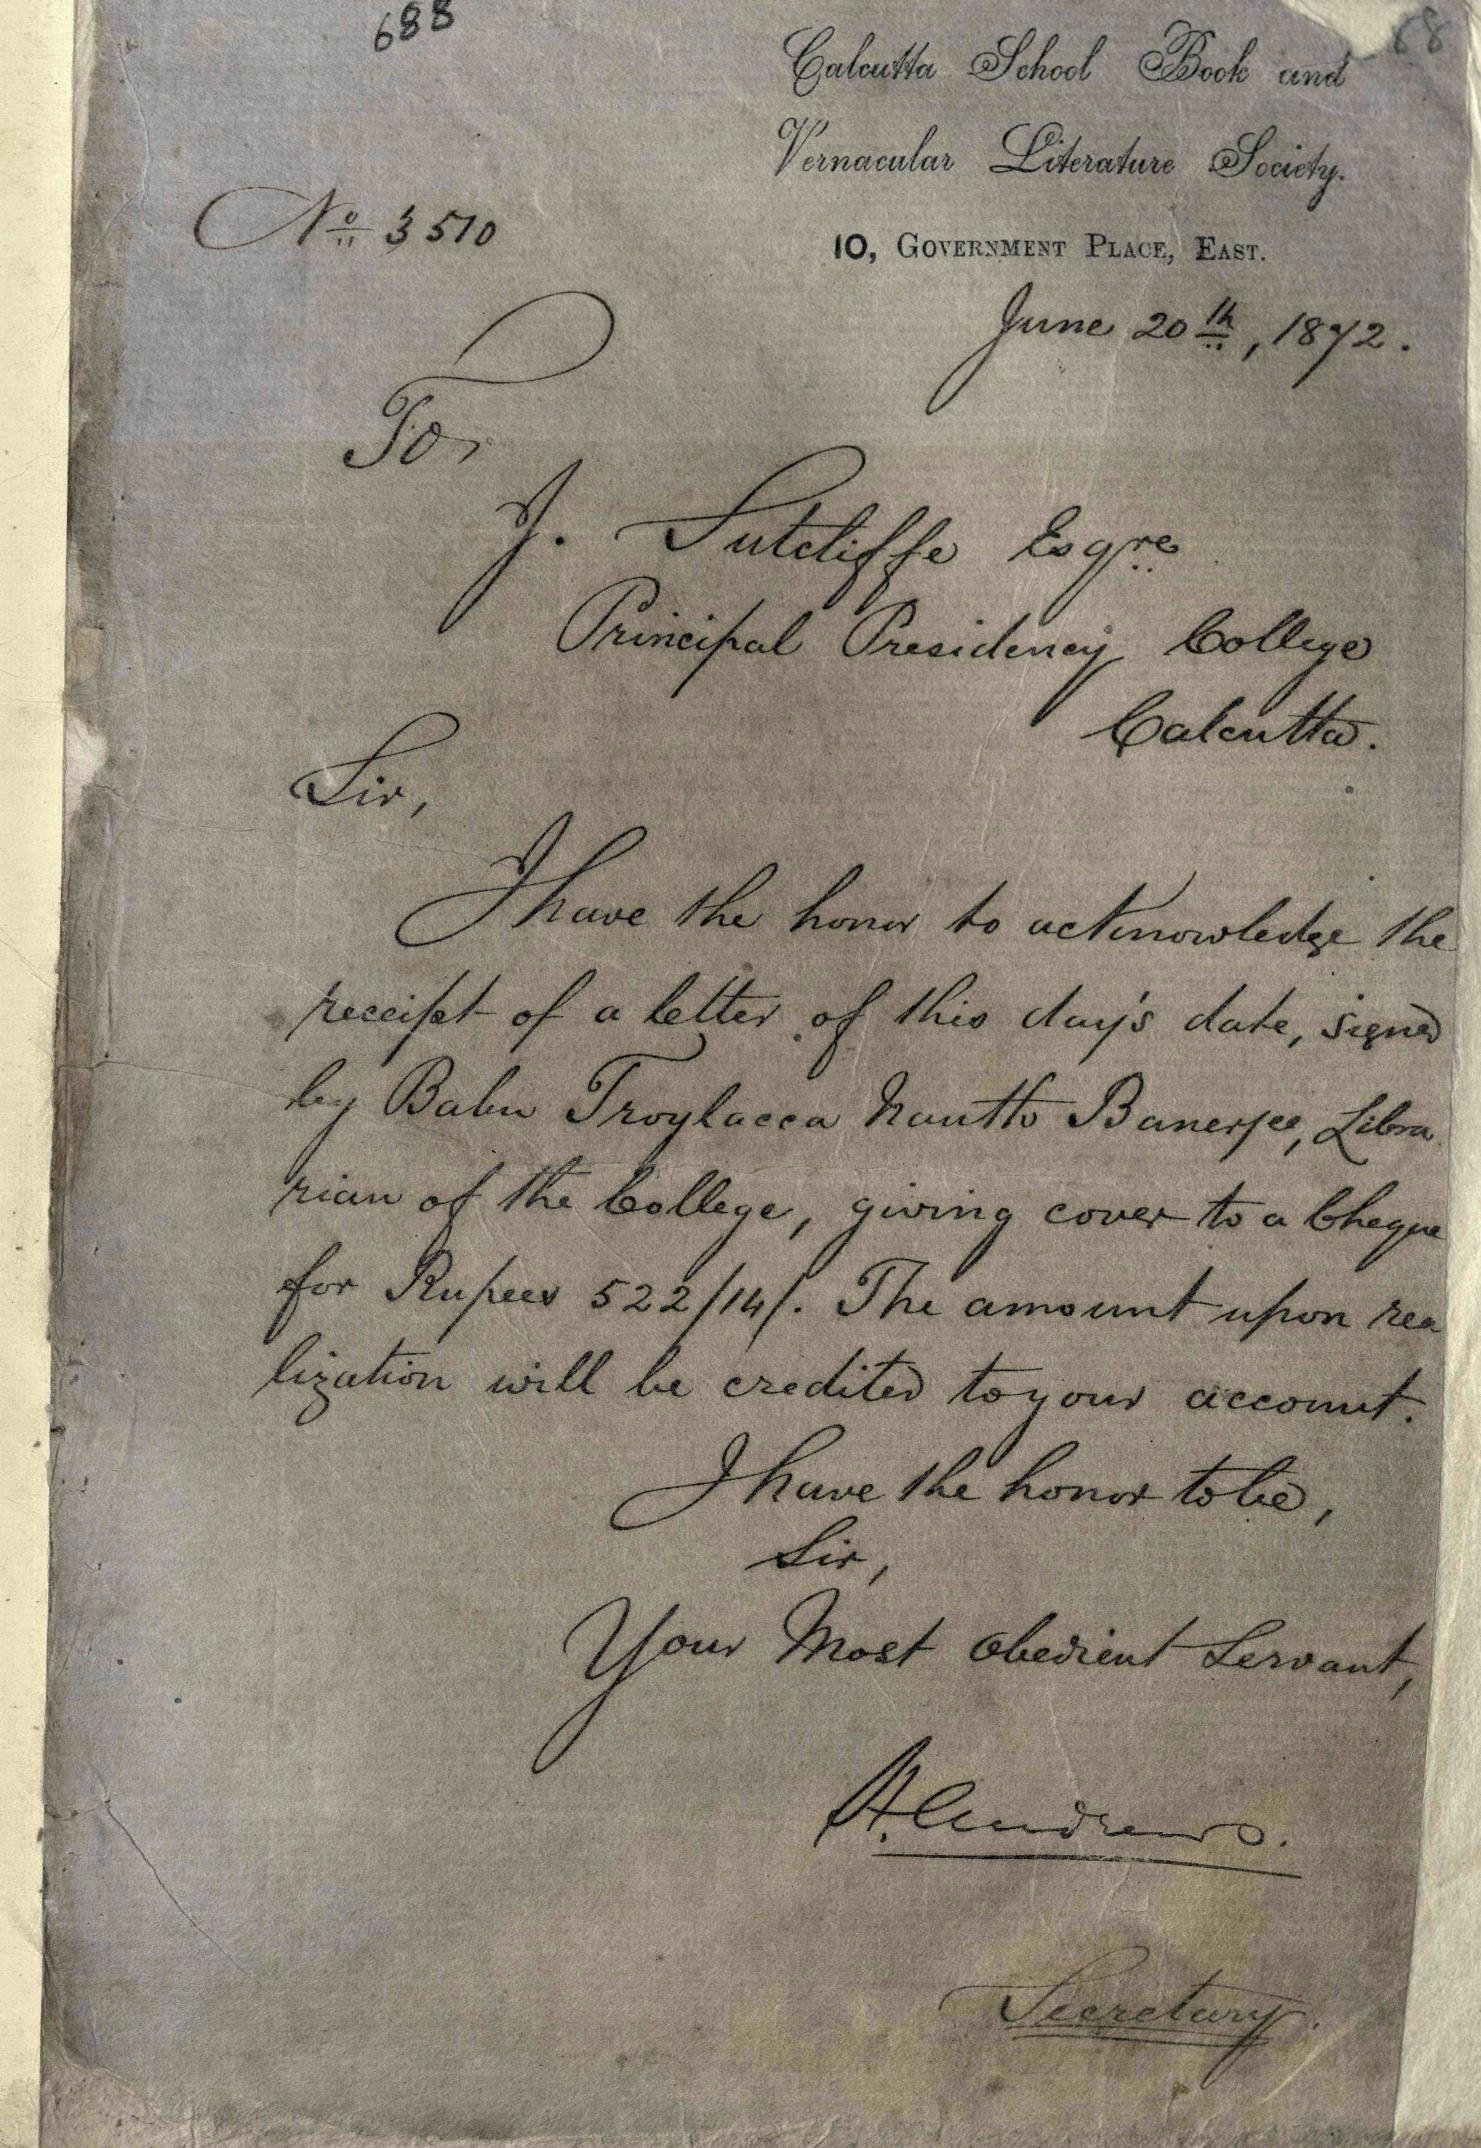 688
68
Calcutta School Book and
Vernacular Literature Society.
No 3510
10, GOVERNMENT PLACE, EAST.
June 20th, 1872.
To,
J. Sutcliffe Esqre
Principal Presidency College
Calcutta.
Sir,
I have the honor to acknowledge the
receipt of a letter of this day's date, signed
by Babu Troylacca Nautto Banerjee, Libra
rian of the College, giving cover to a Cheque
for Rupees 522/14/. The amount upon rea
lization will be credited to your account.
I have the honor to be,
Sir,
Your Most Obedient Servant,
H. Andrews.
Secretary.